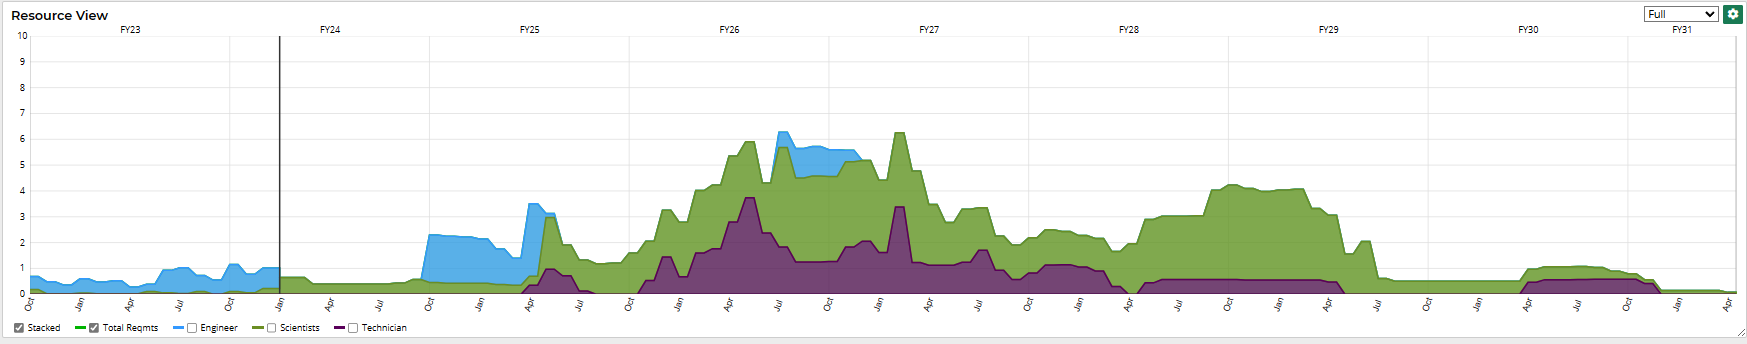 Resource View
Full
FY23 FY24 FY25 FY26 FY27 FY28 FY29 FY30 FY31
10
9
8
7
6
5
4
3
2
1
0
Oct Jan Apr Jul Oct Jan Apr Jul Oct Jan Apr Jul Oct Jan Apr Jul Oct Jan Apr Jul Oct Jan Apr Jul Oct Jan Apr Jul Oct Jan Apr Jul Oct Jan Apr
Stacked Total Reqmts Engineer Scientists Technician